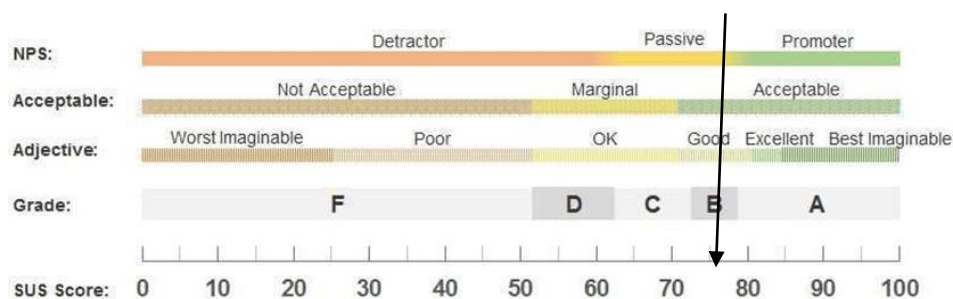 NPS: Detractor Passive Promoter
Acceptable: Not Acceptable Marginal Acceptable
Adjective: Worst Imaginable Poor OK Good Excellent Best Imaginable
Grade: F D C B A
SUS Score: 0 10 20 30 40 50 60 70 80 90 100